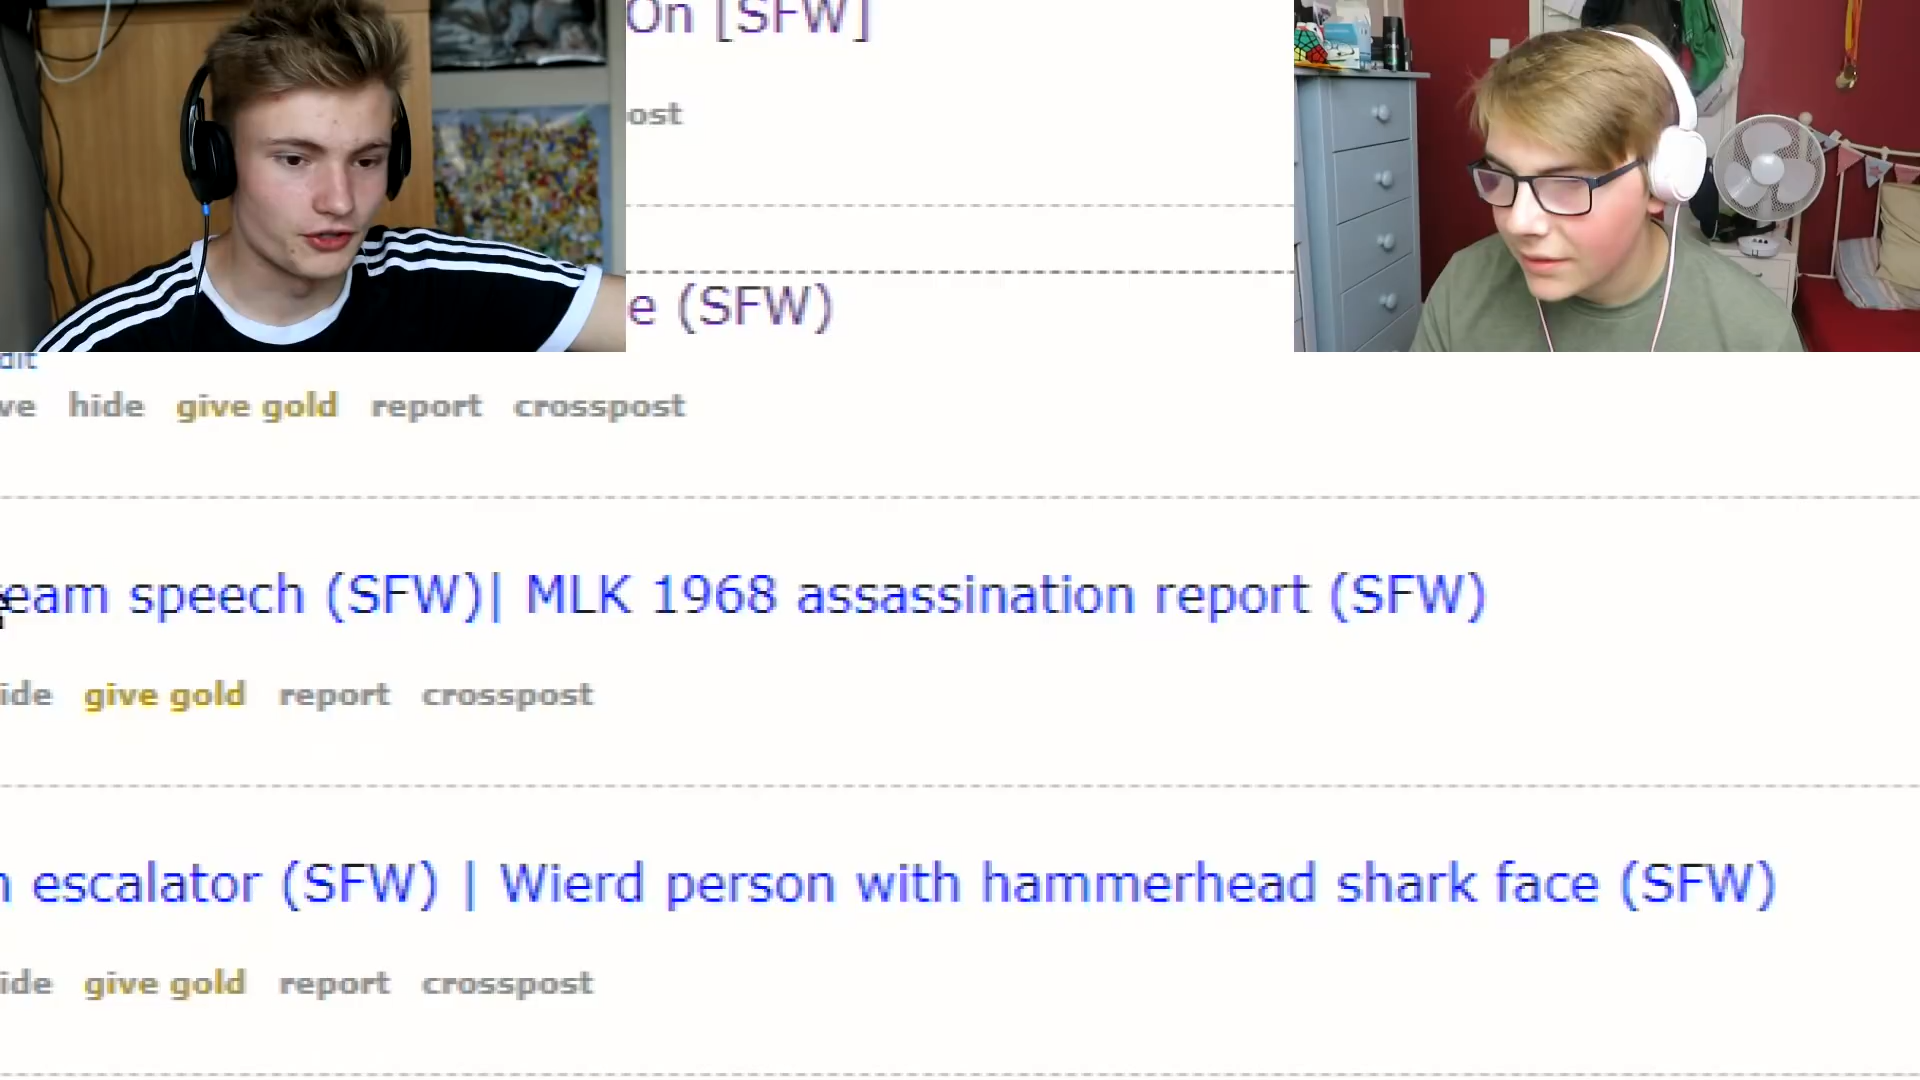 On [SFW]
ost
e (SFW)
dit
ve hide give gold report crosspost
eam speech (SFW)| MLK 1968 assassination report (SFW)
ide give gold report crosspost
escalator (SFW) | Wierd person with hammerhead shark face (SFW)
ide give gold report crosspost